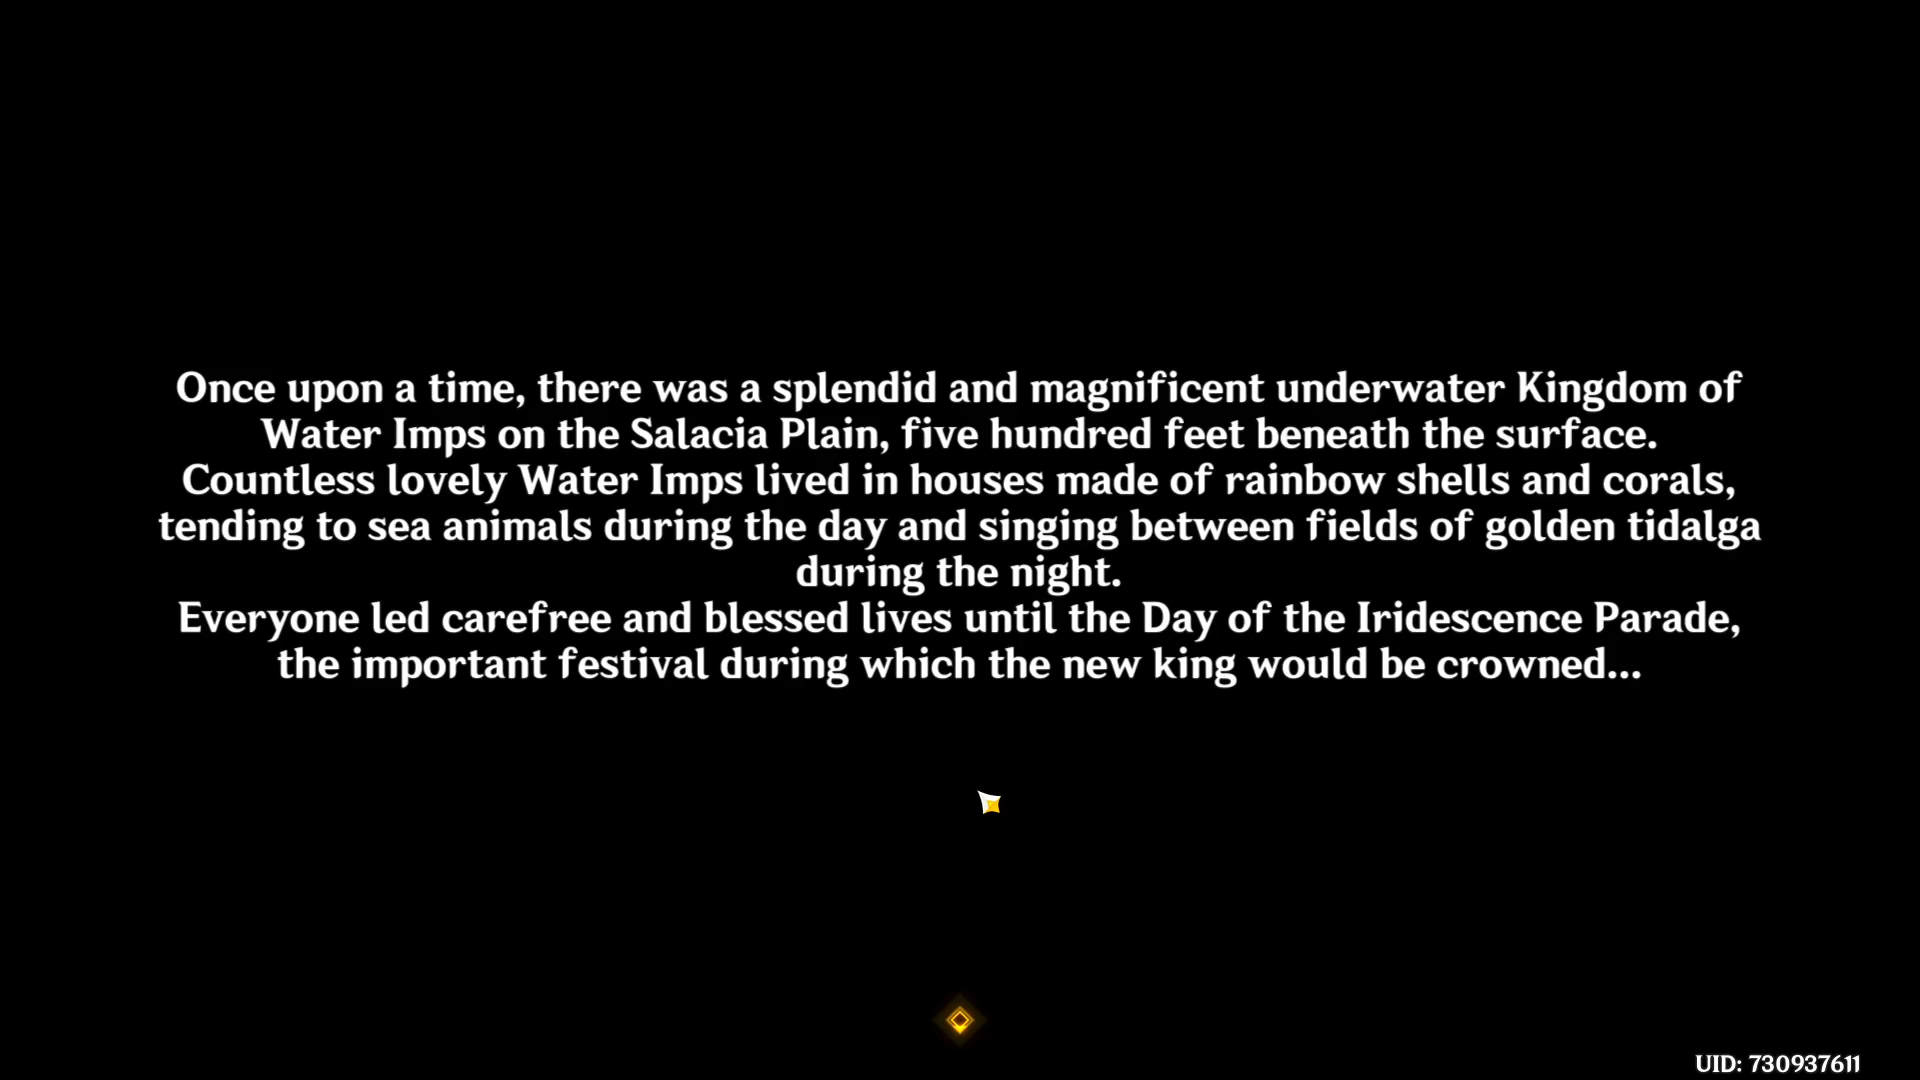 Once upon a time, there was a splendid and magnificent underwater Kingdom of
Water Imps on the Salacia Plain, five hundred feet beneath the surface.
Countless lovely Water Imps lived in houses made of rainbow shells and corals,
tending to sea animals during the day and singing between fields of golden tidalga
during the night.
Everyone led carefree and blessed lives until the Day of the Iridescence Parade,
the important festival during which the new king would be crowned...
UID: 730937611